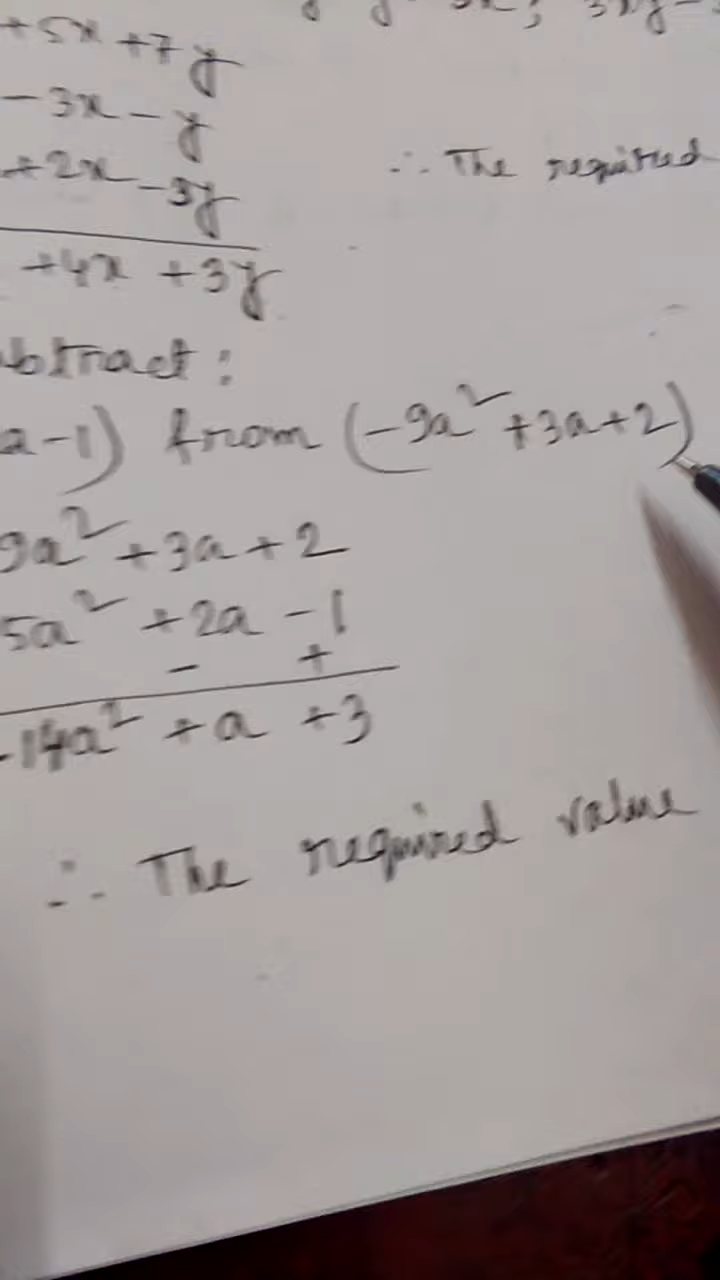 +5x +7y
-3x - y
+2x -3y
∴ The required
+4x +3y
btract:
a-1) from (-9a² +3a+2)
9a² +3a +2
5a² +2a -1
- +
-14a² +a +3
∴ The required value